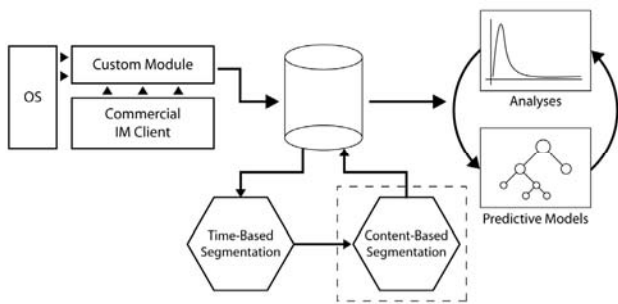 OS
Custom Module
Commercial
IM Client
Analyses
Predictive Models
Time-Based
Segmentation
Content-Based
Segmentation